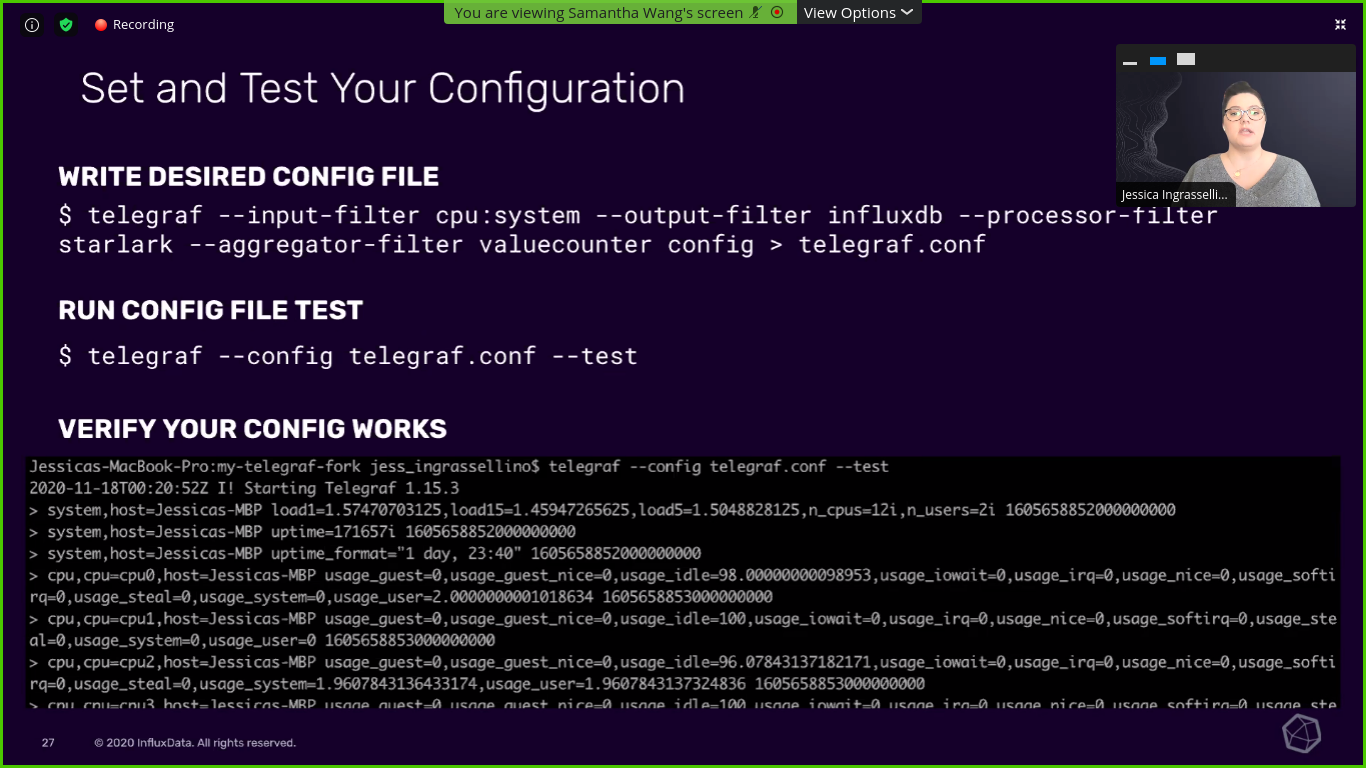 You are viewing Samantha Wang's screen
View Options
Recording
Set and Test Your Configuration
Jessica Ingrasselli...
WRITE DESIRED CONFIG FILE
$ telegraf --input-filter cpu:system --output-filter influxdb --processor-filter
starlark --aggregator-filter valuecounter config > telegraf.conf
RUN CONFIG FILE TEST
$ telegraf --config telegraf.conf --test
VERIFY YOUR CONFIG WORKS
Jessicas-MacBook-Pro:my-telegraf-fork jess_ingrassellino$ telegraf --config telegraf.conf --test
2020-11-18T00:20:52Z I! Starting Telegraf 1.15.3
> system,host=Jessicas-MBP load1=1.57470703125,load15=1.45947265625,load5=1.5048828125,n_cpus=12i,n_users=2i 1605658852000000000
> system,host=Jessicas-MBP uptime=171657i 1605658852000000000
> system,host=Jessicas-MBP uptime_format="1 day, 23:40" 1605658852000000000
> cpu,cpu=cpu0,host=Jessicas-MBP usage_guest=0,usage_guest_nice=0,usage_idle=98.00000000098953,usage_iowait=0,usage_irq=0,usage_nice=0,usage_softi
rq=0,usage_steal=0,usage_system=0,usage_user=2.0000000001018634 1605658853000000000
> cpu,cpu=cpu1,host=Jessicas-MBP usage_guest=0,usage_guest_nice=0,usage_idle=100,usage_iowait=0,usage_irq=0,usage_nice=0,usage_softirq=0,usage_ste
al=0,usage_system=0,usage_user=0 1605658853000000000
> cpu,cpu=cpu2,host=Jessicas-MBP usage_guest=0,usage_guest_nice=0,usage_idle=96.07843137182171,usage_iowait=0,usage_irq=0,usage_nice=0,usage_softi
rq=0,usage_steal=0,usage_system=1.9607843136433174,usage_user=1.9607843137324836 1605658853000000000
> cpu,cpu=cpu3,host=Jessicas-MBP usage_guest=0,usage_guest_nice=0,usage_idle=100,usage_iowait=0,usage_irq=0,usage_nice=0,usage_softirq=0,usage_ste
27
© 2020 InfluxData. All rights reserved.